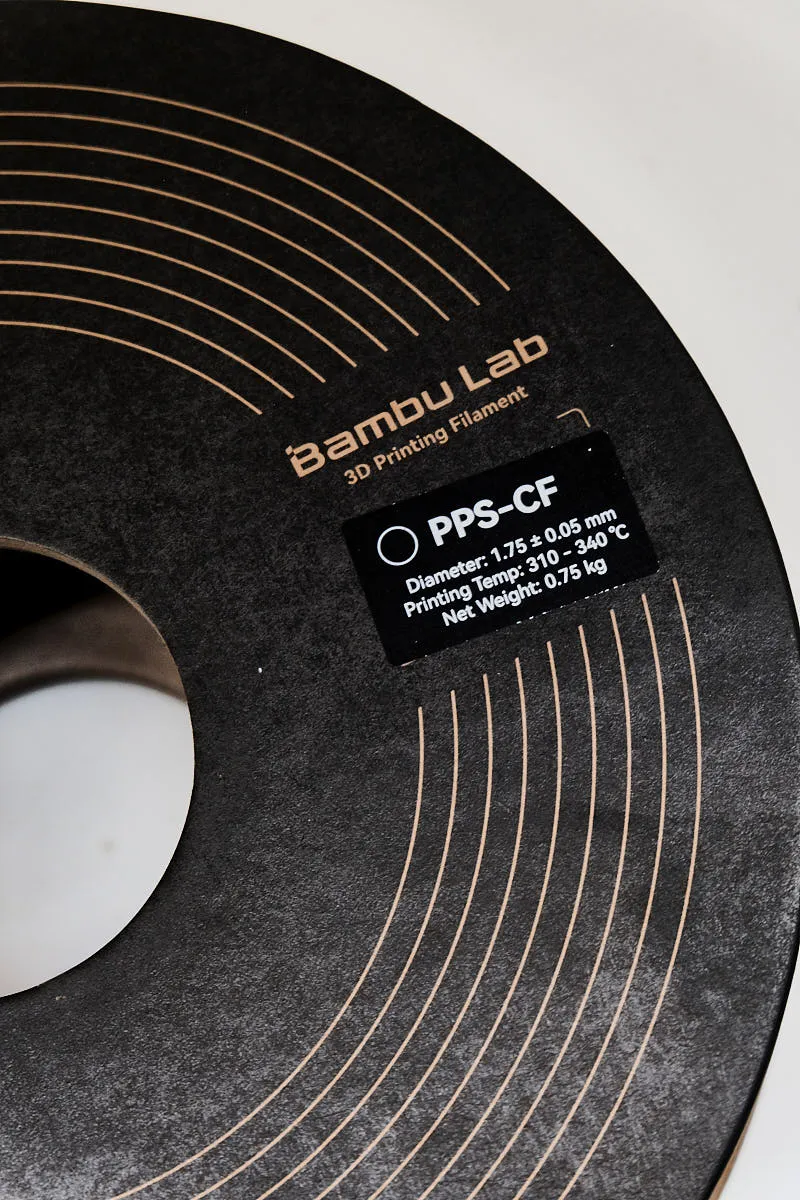 Bambu Lab
3D Printing Filament
PPS-CF
Diameter: 1.75 ± 0.05 mm
Printing Temp: 310 - 340 °C
Net Weight: 0.75 kg